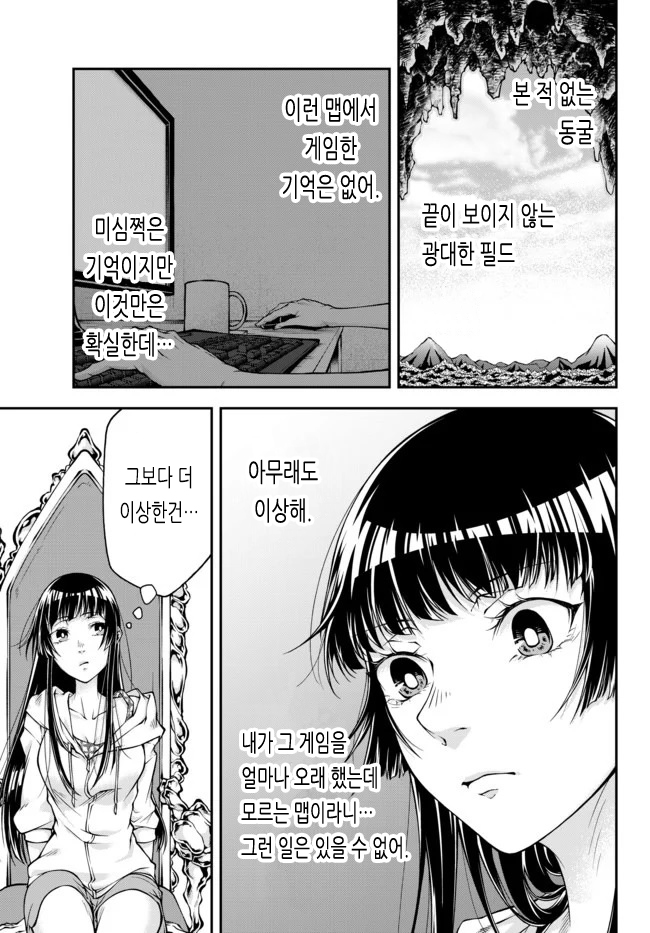 본 적 없는
동굴
끝이 보이지 않는
광대한 필드
이런 맵에서
게임한
기억은 없어.
미심쩍은
기억이지만
이것만은
확실한데…
아무래도
이상해.
내가 그 게임을
얼마나 오래 했는데
모르는 맵이라니…
그런 일은 있을 수 없어.
그보다 더
이상한건…